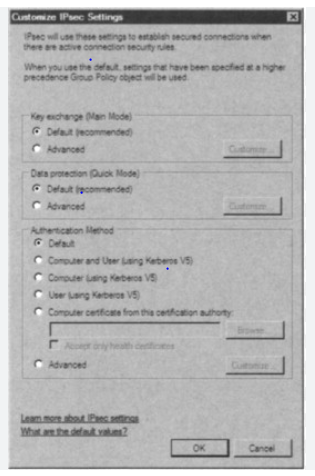 Customize IPsec Settings
IPsec will use these settings to establish secured connections when
there are active connection security rules.
When you use the default, settings that have been specified at a higher
precedence Group Policy object will be used.
Key exchange (Main Mode)
Default (recommended)
Advanced
Customize...
Data protection (Quick Mode)
Default (recommended)
Advanced
Customize...
Authentication Method
Default
Computer and User (using Kerberos V5)
Computer (using Kerberos V5)
User (using Kerberos V5)
Computer certificate from this certification authority:
Browse...
Accept only health certificates
Advanced
Customize...
Learn more about IPsec settings
What are the default values?
OK
Cancel